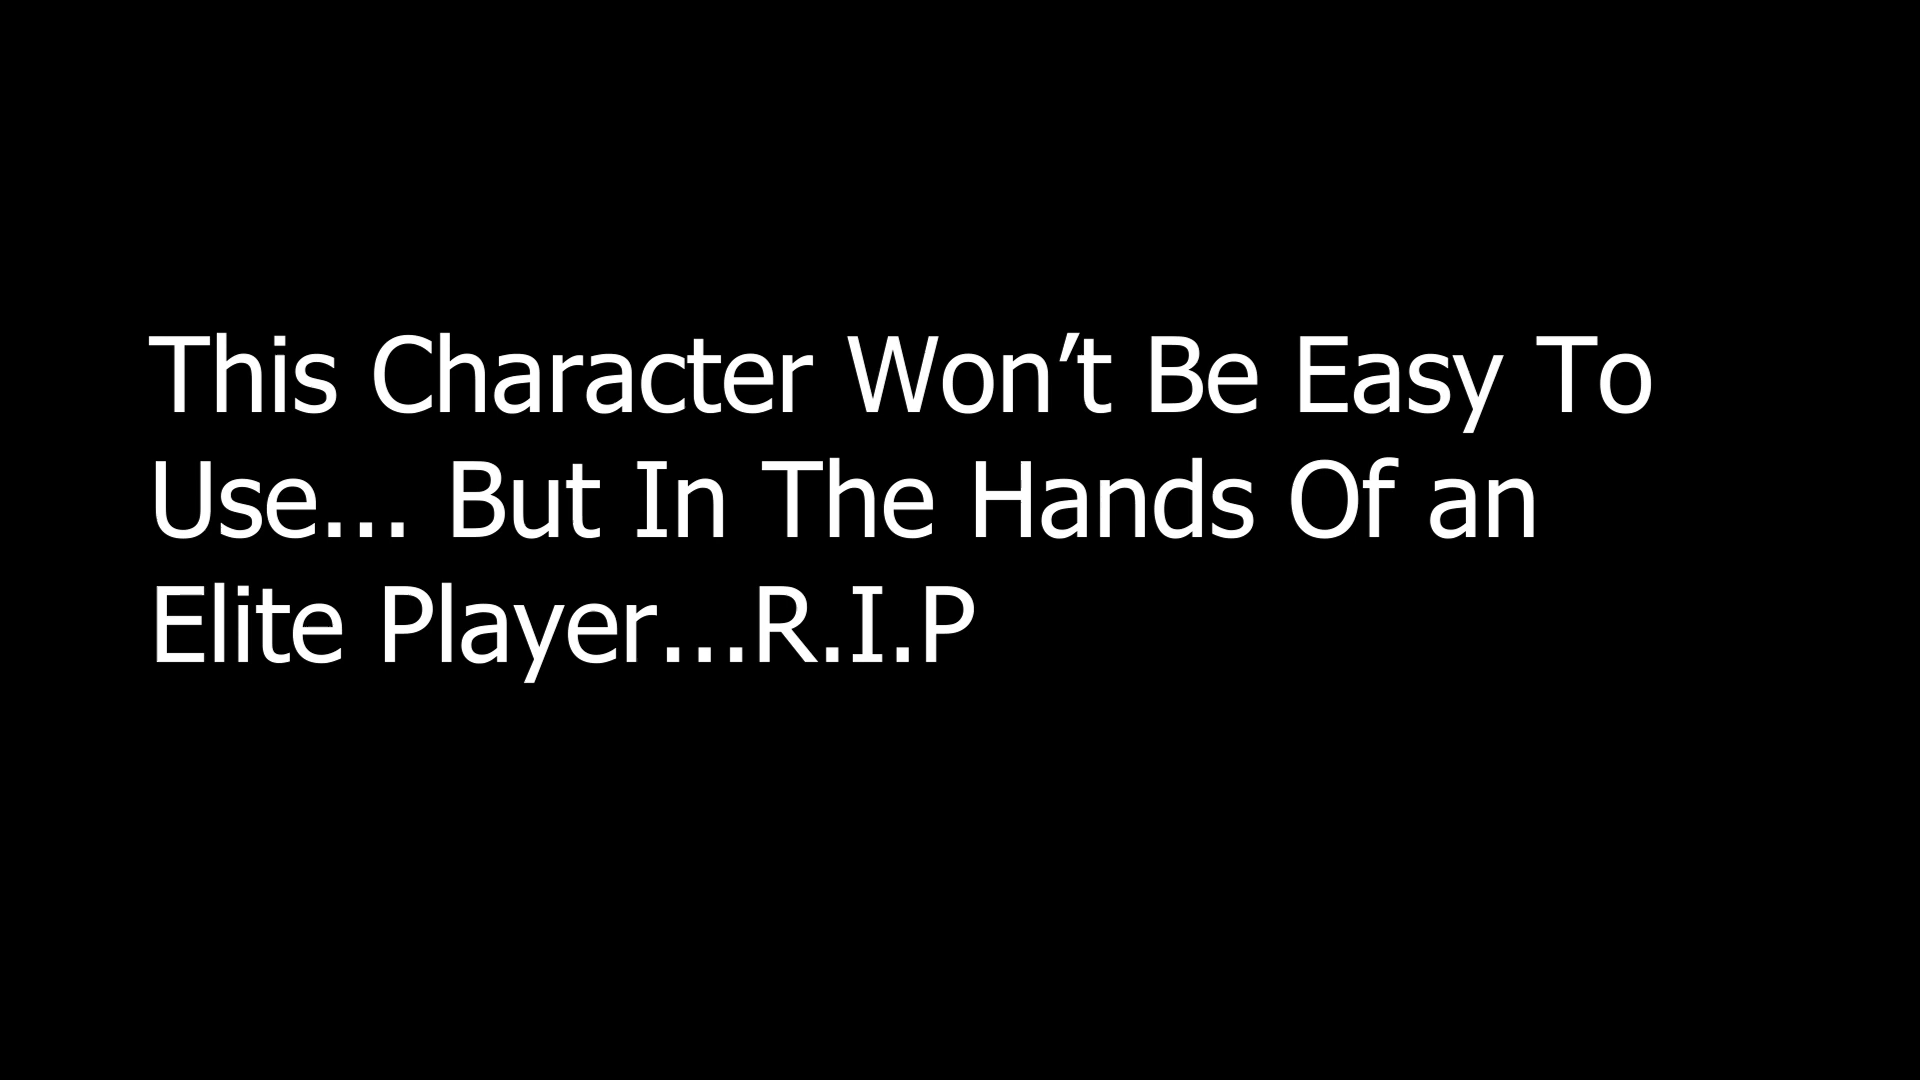 This Character Won’t Be Easy To
Use... But In The Hands Of an
Elite Player...R.I.P